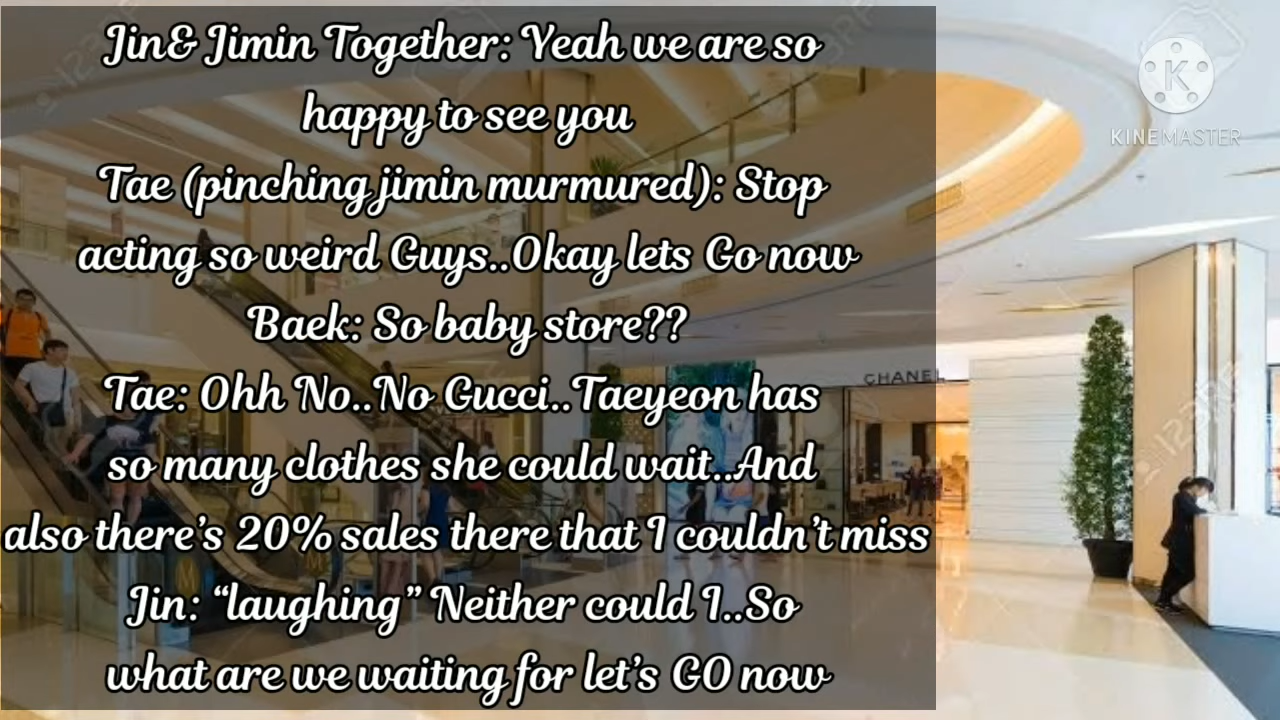 Jin& Jimin Together: Yeah we are so
happy to see you
Tae (pinching jimin murmured): Stop
acting so weird Guys..Okay lets Go now
Baek: So baby store??
Tae: Ohh No..No Gucci..Taeyeon has
so many clothes she could wait..And
also there's 20% sales there that I couldn't miss
Jin: “laughing” Neither could I..So
what are we waiting for let's GO now
K
KINEMASTER
CHANEL
123RF